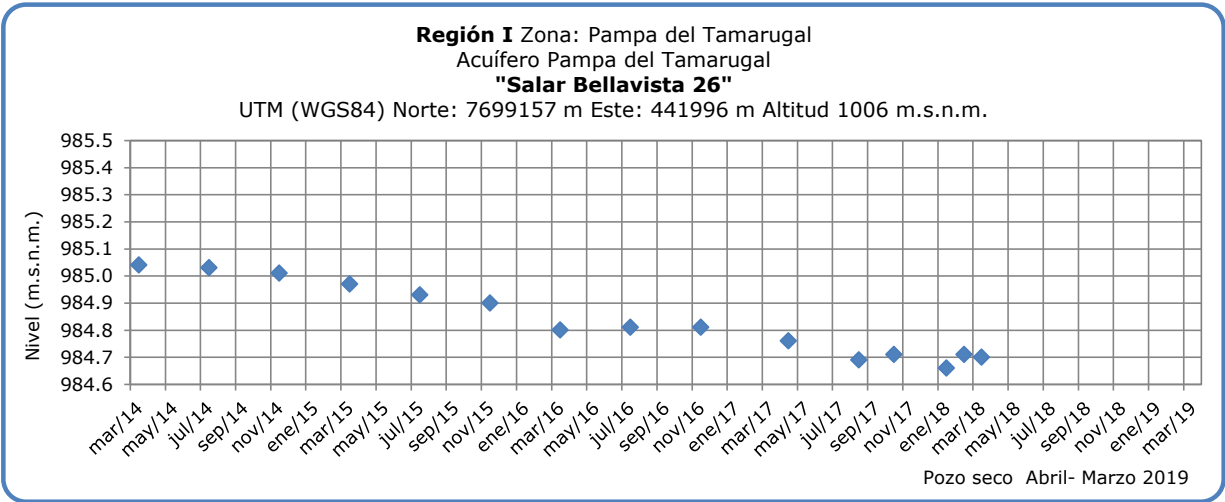 Región I Zona: Pampa del Tamarugal
Acuífero Pampa del Tamarugal
"Salar Bellavista 26"
UTM (WGS84) Norte: 7699157 m Este: 441996 m Altitud 1006 m.s.n.m.
Nivel (m.s.n.m.)
985.5
985.4
985.3
985.2
985.1
985.0
984.9
984.8
984.7
984.6
mar/14
may/14
jul/14
sep/14
nov/14
ene/15
mar/15
may/15
jul/15
sep/15
nov/15
ene/16
mar/16
may/16
jul/16
sep/16
nov/16
ene/17
mar/17
may/17
jul/17
sep/17
nov/17
ene/18
mar/18
may/18
jul/18
sep/18
nov/18
ene/19
mar/19
Pozo seco  Abril- Marzo 2019